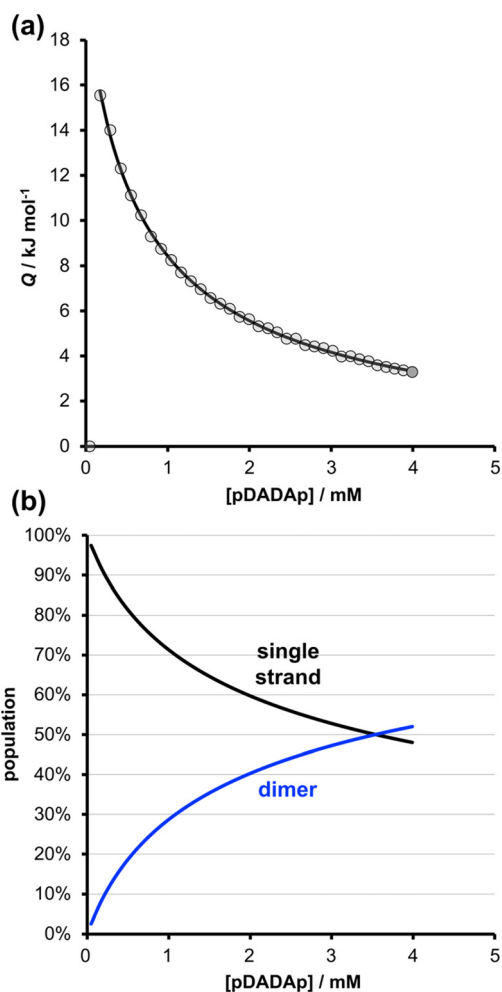 (a)
18
16
14
12
10
8
6
4
2
0
Q / kJ mol-1
0 1 2 3 4 5
[pDADAp] / mM
(b)
100%
90%
80%
70%
60%
50%
40%
30%
20%
10%
0%
population
single
strand
dimer
0 1 2 3 4 5
[pDADAp] / mM